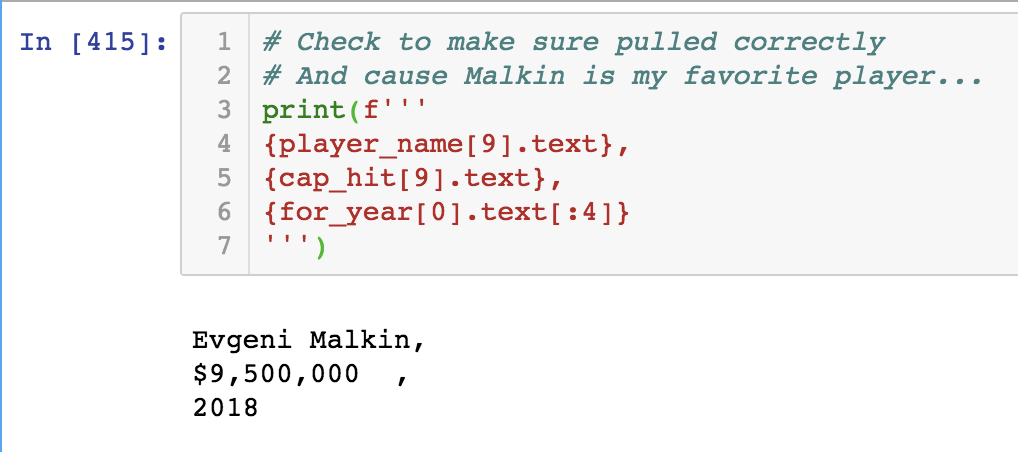 In [415]:
1 # Check to make sure pulled correctly
2 # And cause Malkin is my favorite player...
3 print(f'''
4 {player_name[9].text},
5 {cap_hit[9].text},
6 {for_year[0].text[:4]}
7 ''')
Evgeni Malkin,
$9,500,000  ,
2018